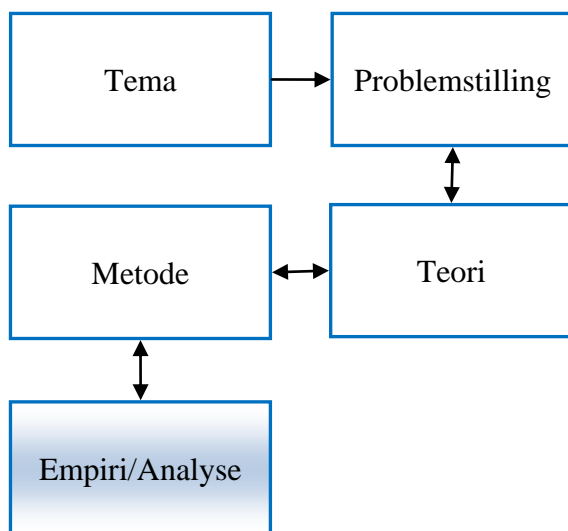 Tema
Problemstilling
Metode
Teori
Empiri/Analyse